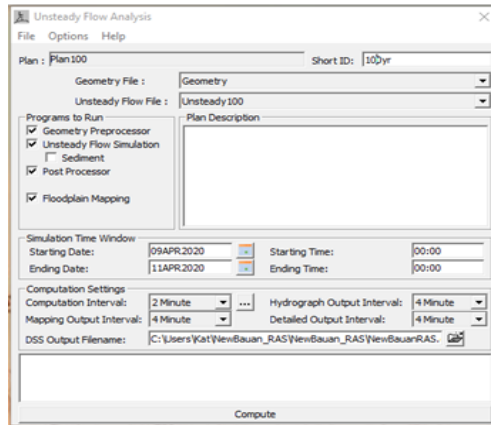 Unsteady Flow Analysis
File Options Help
Plan : Plan100 Short ID: 100yr
Geometry File : Geometry
Unsteady Flow File : Unsteady100
Programs to Run Plan Description
Geometry Preprocessor
Unsteady Flow Simulation
Sediment
Post Processor
Floodplain Mapping
Simulation Time Window
Starting Date: 09APR2020 Starting Time: 00:00
Ending Date: 11APR2020 Ending Time: 00:00
Computation Settings
Computation Interval: 2 Minute ... Hydrograph Output Interval: 4 Minute
Mapping Output Interval: 4 Minute Detailed Output Interval: 4 Minute
DSS Output Filename: C:\Users\Kat\NewBauan_RAS\NewBauan_RAS\NewBauanRAS.
Compute